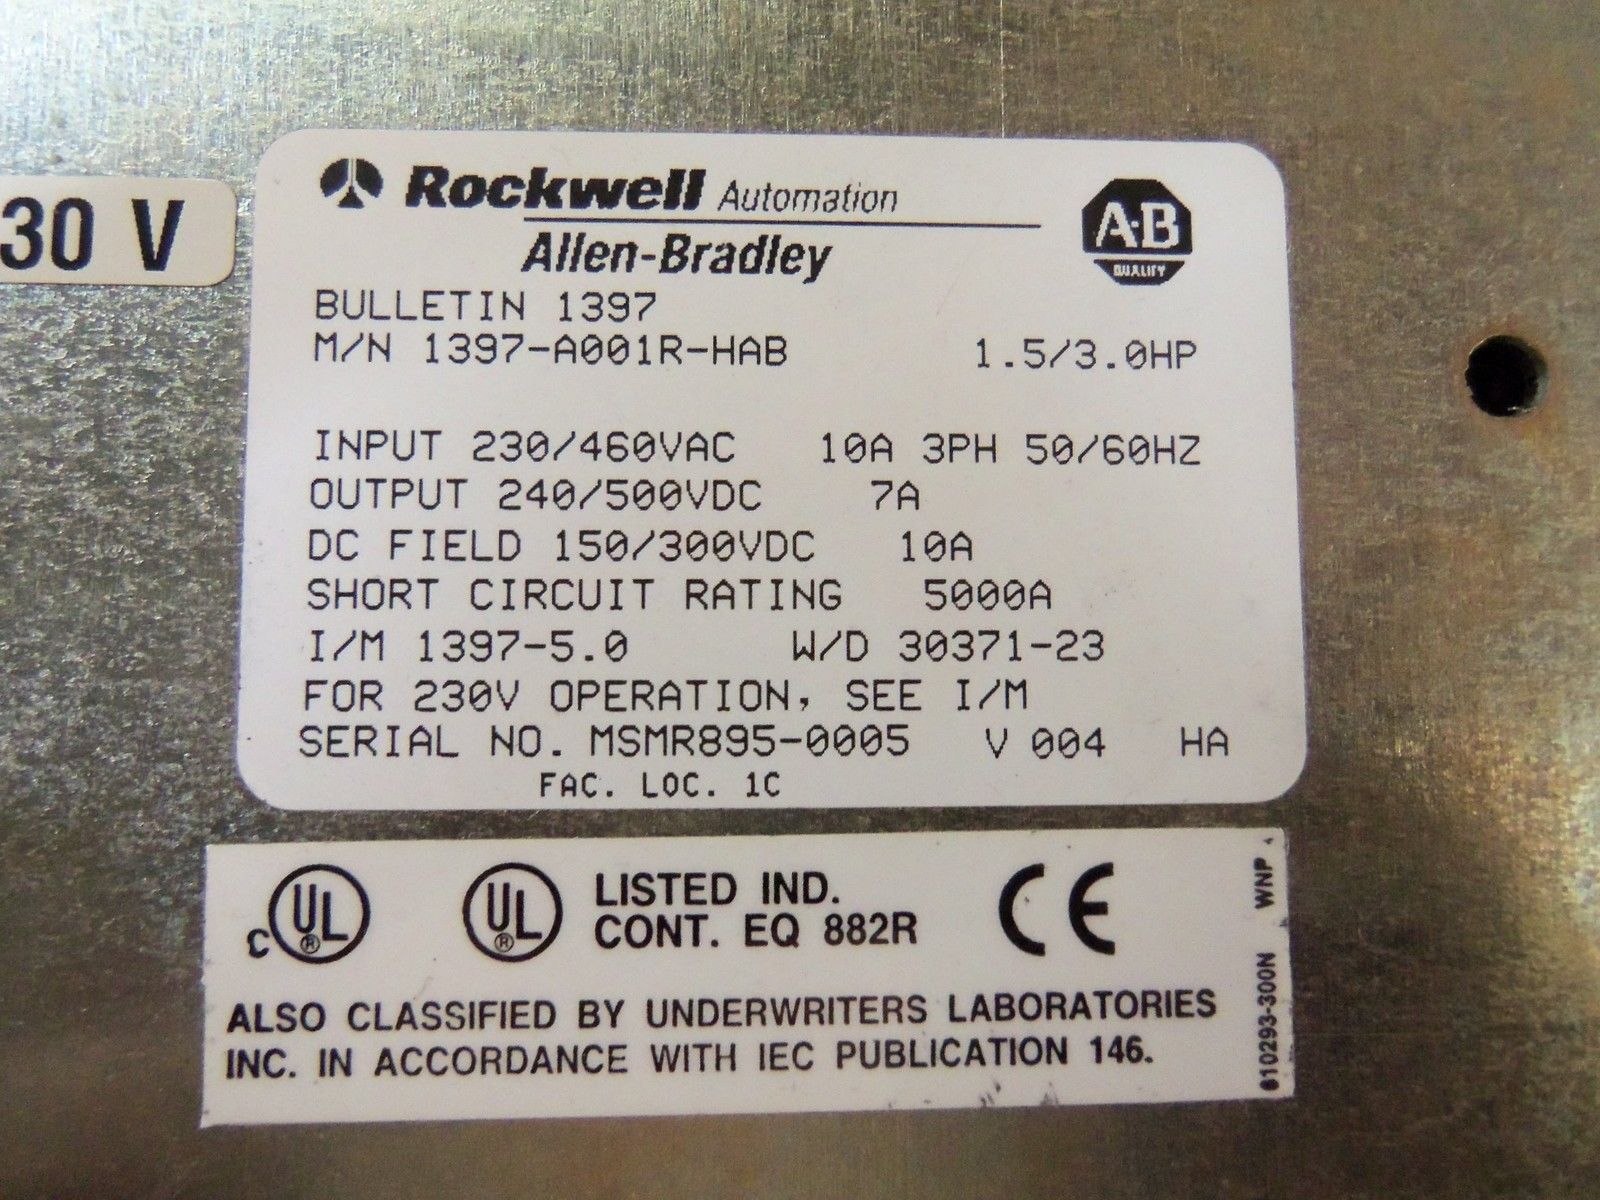 30 V
Rockwell Automation
Allen-Bradley
A-B
QUALITY
BULLETIN 1397
M/N 1397-A001R-HAB 1.5/3.0HP
INPUT 230/460VAC 10A 3PH 50/60HZ
OUTPUT 240/500VDC 7A
DC FIELD 150/300VDC 10A
SHORT CIRCUIT RATING 5000A
I/M 1397-5.0 W/D 30371-23
FOR 230V OPERATION, SEE I/M
SERIAL NO. MSMR895-0005 V 004 HA
FAC. LOC. 1C
c UL ® UL ® LISTED IND.
CONT. EQ 882R CE
ALSO CLASSIFIED BY UNDERWRITERS LABORATORIES
INC. IN ACCORDANCE WITH IEC PUBLICATION 146.
610293-300N WNP